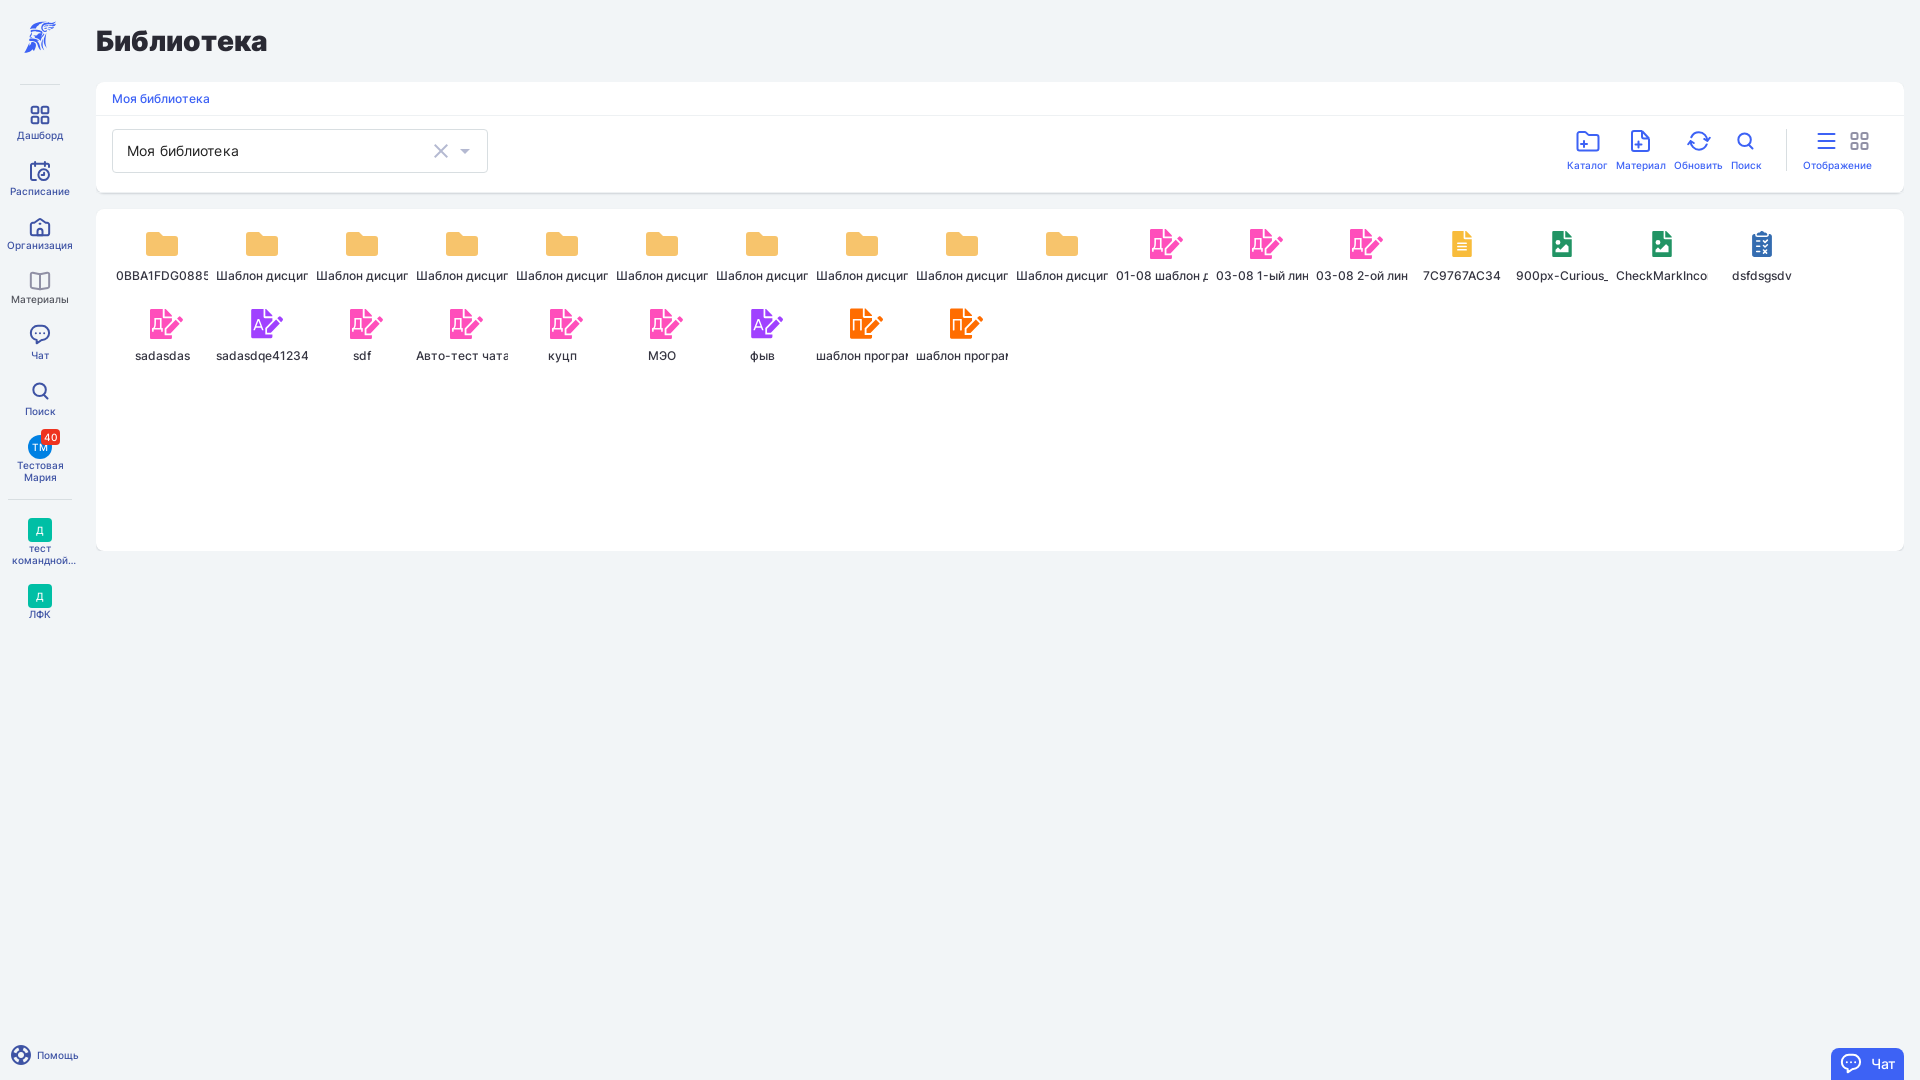 Библиотека
Моя библиотека
Моя библиотека
Каталог
Материал
Обновить
Поиск
Отображение
Дашборд
Расписание
Организация
Материалы
Чат
Поиск
ТМ
40
Тестовая
Мария
Д
тест
командной...
Д
ЛФК
Помощь
0BBA1FDG0885
Шаблон дисцип
Шаблон дисцип
Шаблон дисцип
Шаблон дисцип
Шаблон дисцип
Шаблон дисцип
Шаблон дисцип
Шаблон дисцип
Шаблон дисцип
Д
01-08 шаблон д
Д
03-08 1-ый лин
Д
03-08 2-ой лин
7C9767AC34
900px-Curious_
CheckMarkInco
dsfdsgsdv
Д
sadasdas
А
sadasdqe41234
Д
sdf
Д
Авто-тест чата
Д
куцп
Д
МЭО
А
фыв
П
шаблон програм
П
шаблон програм
Чат